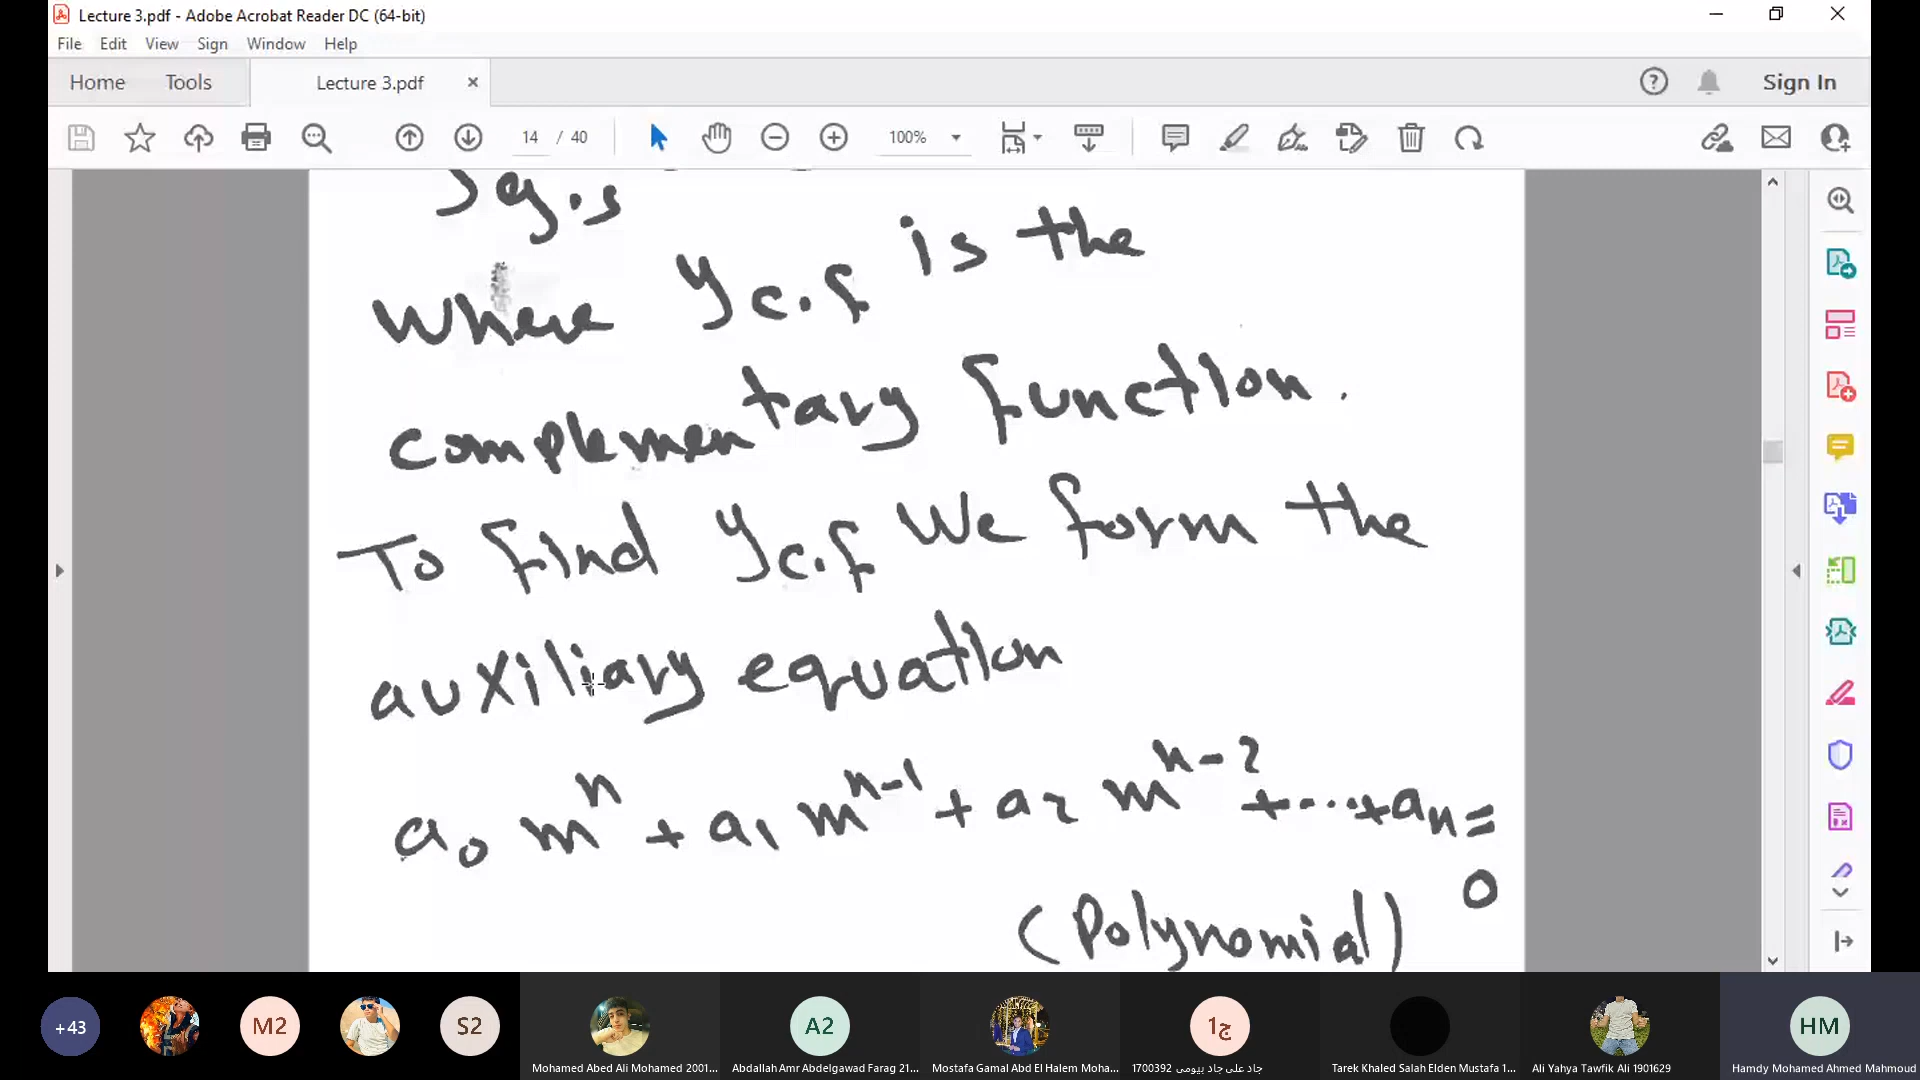 Lecture 3.pdf - Adobe Acrobat Reader DC (64-bit)
File Edit View Sign Window Help
Home Tools Lecture 3.pdf × Sign In
14 / 40 100%
yg.s
where yc.f is the
complementary function.
To find yc.f We form the
auxiliary equation
a₀ mⁿ + a₁ mⁿ⁻¹ + a₂ mⁿ⁻² + ... + aₙ =
0
(Polynomial)
+43 M2 S2 A2 ج1 HM
Mohamed Abed Ali Mohamed 2001... Abdallah Amr Abdelgawad Farag 21... Mostafa Gamal Abd El Halem Moha... جاد على جاد بيومى 1700392 Tarek Khaled Salah Elden Mustafa 1... Ali Yahya Tawfik Ali 1901629 Hamdy Mohamed Ahmed Mahmoud